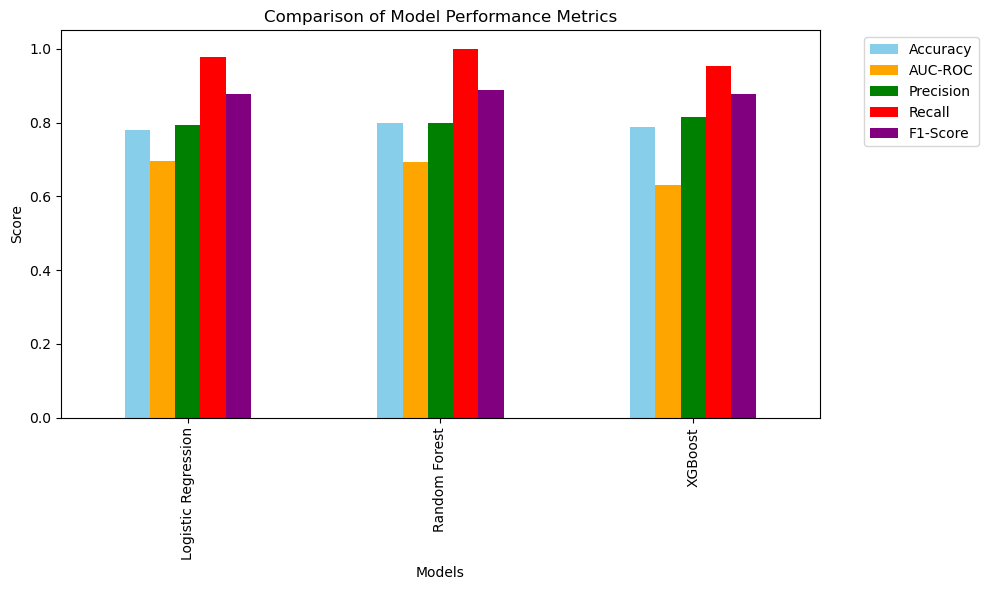 Comparison of Model Performance Metrics
Accuracy
AUC-ROC
Precision
Recall
F1-Score
Score
1.0
0.8
0.6
0.4
0.2
0.0
Logistic Regression
Random Forest
XGBoost
Models